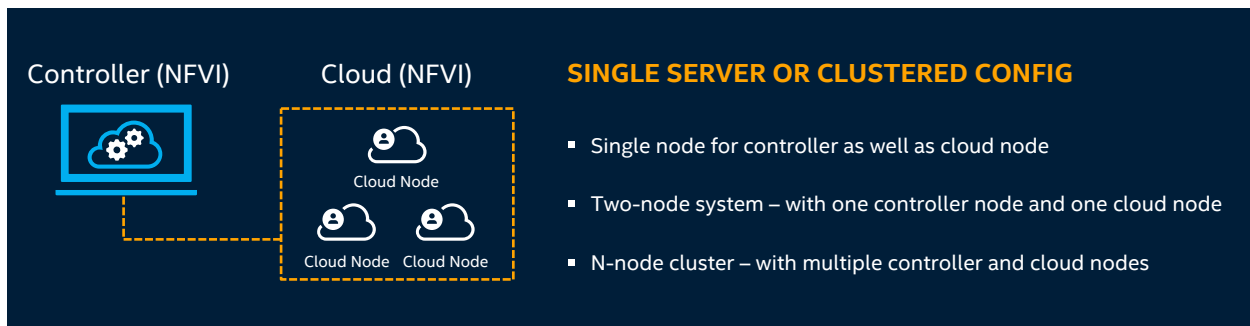 Controller (NFVI)
Cloud (NFVI)
Cloud Node
Cloud Node
Cloud Node
SINGLE SERVER OR CLUSTERED CONFIG
▪ Single node for controller as well as cloud node
▪ Two-node system – with one controller node and one cloud node
▪ N-node cluster – with multiple controller and cloud nodes